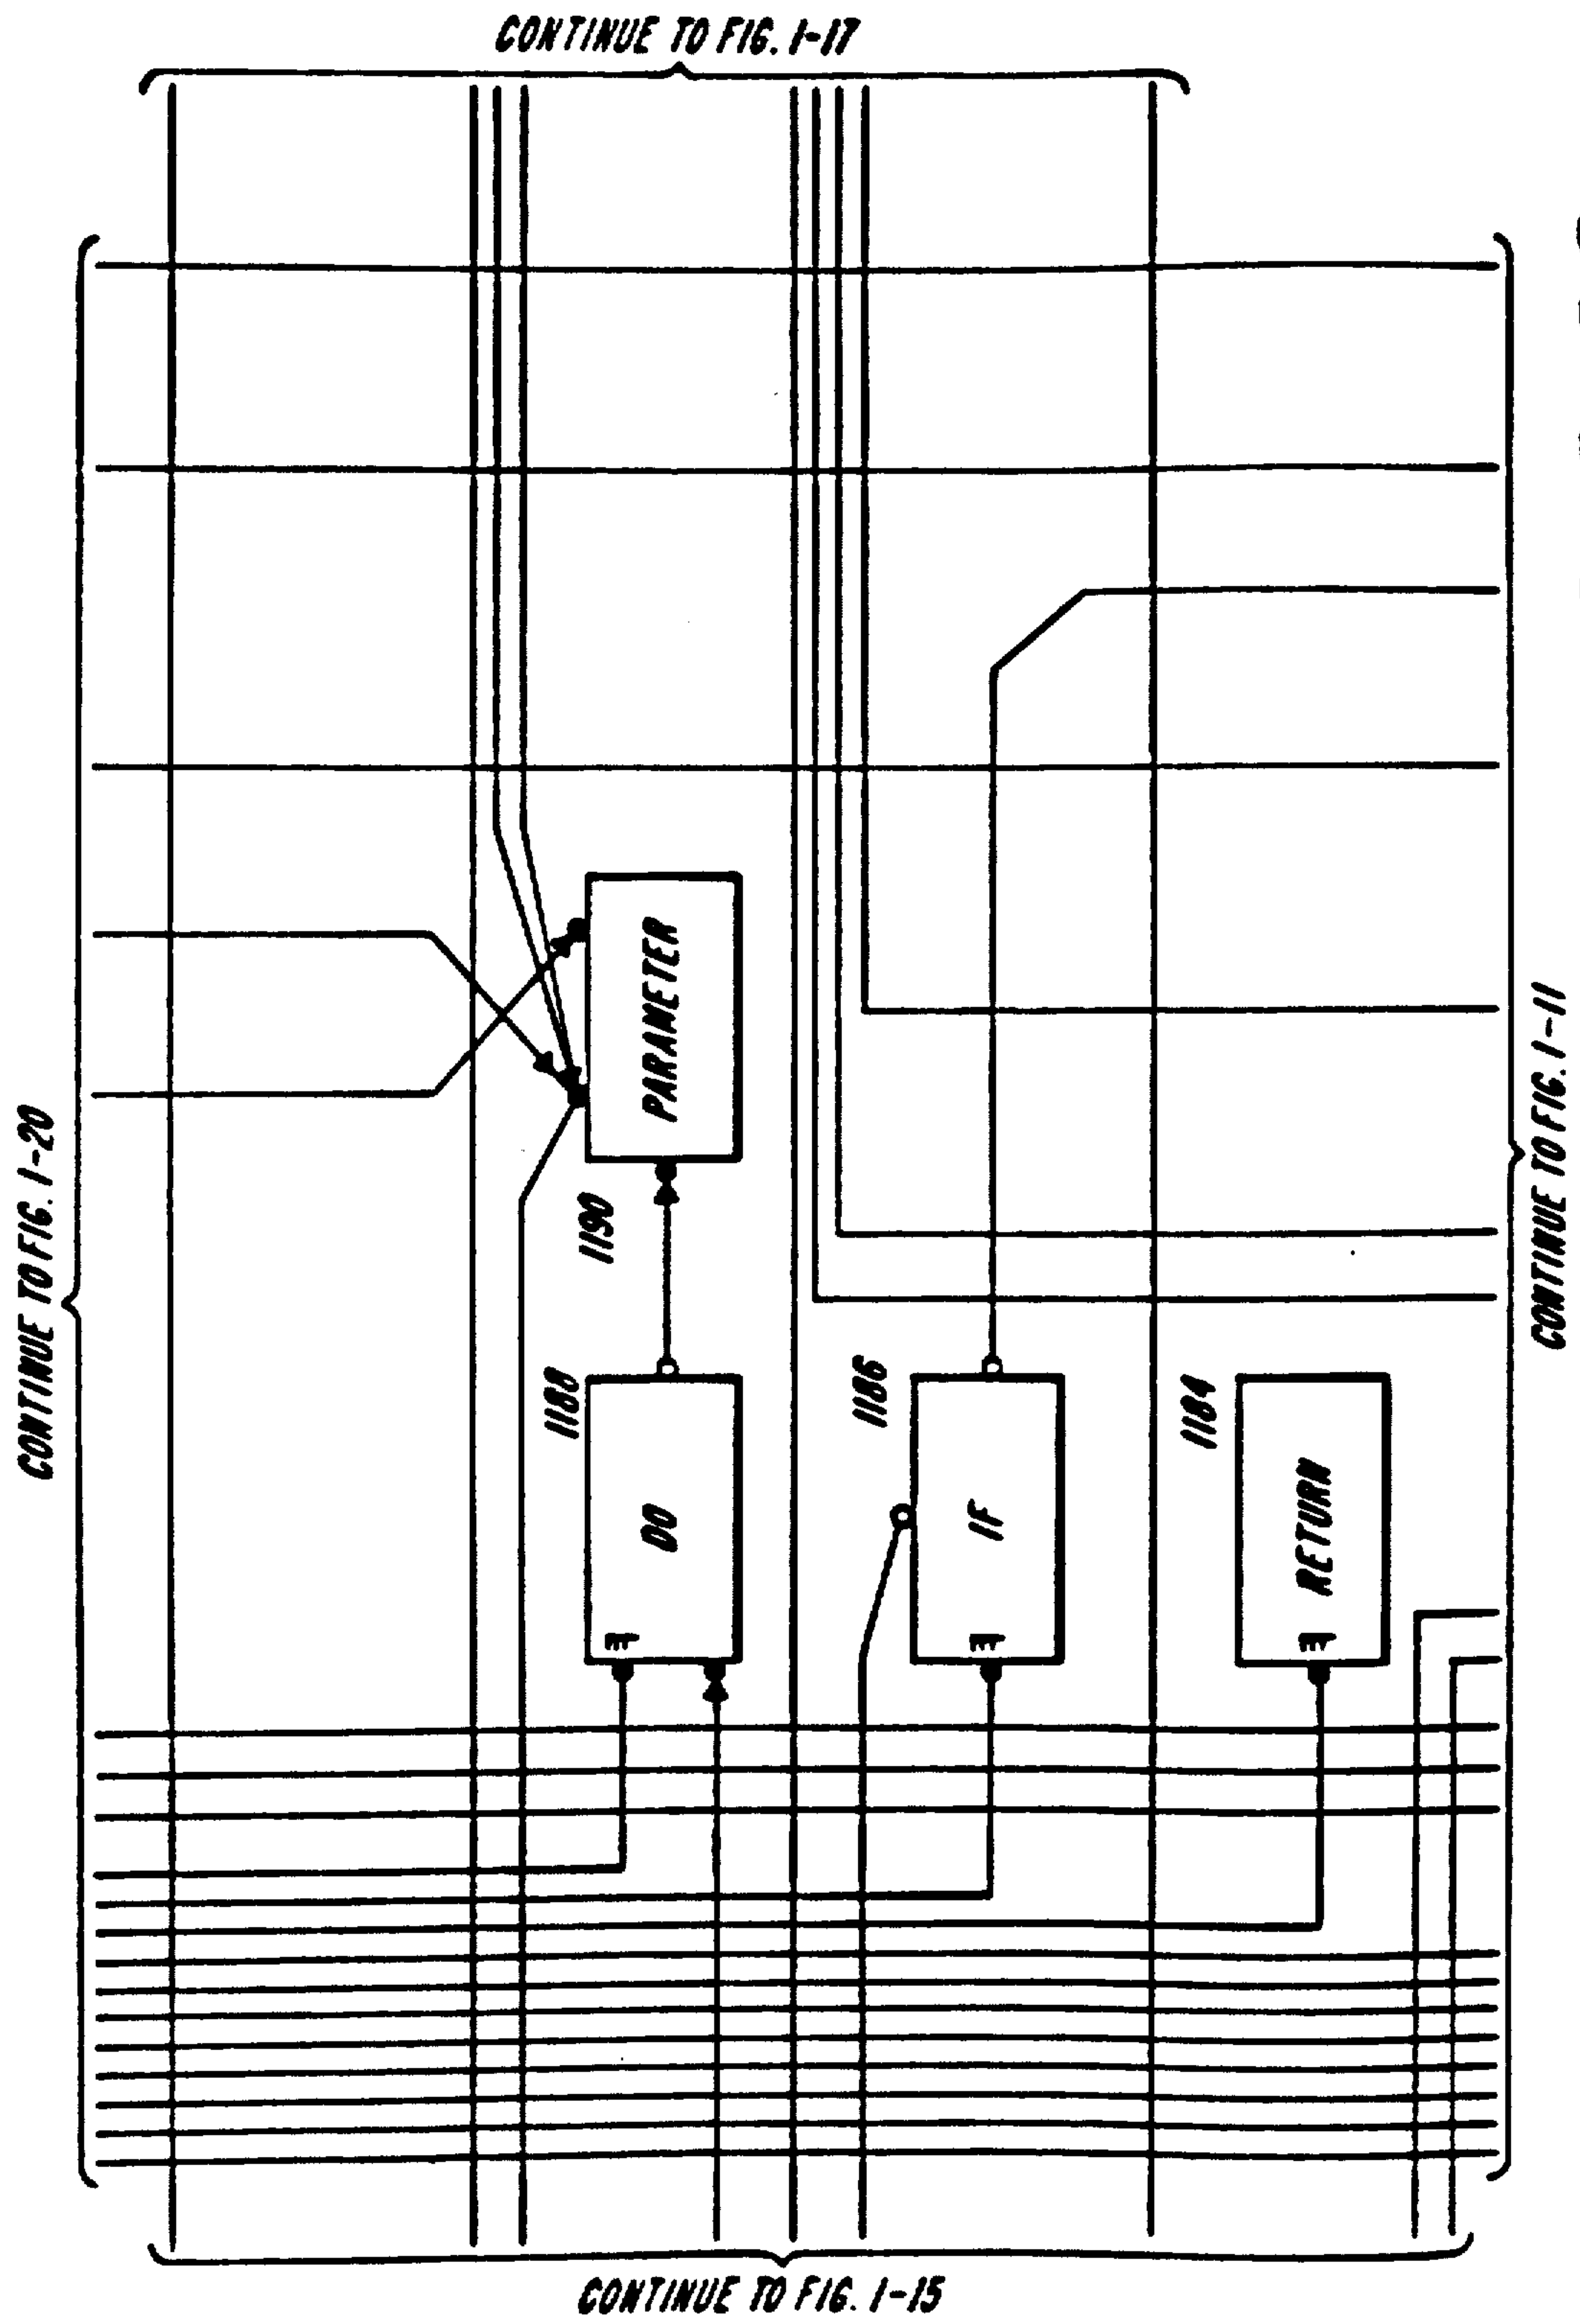 CONTINUE TO FIG. 1-17
CONTINUE TO FIG. 1-20
CONTINUE TO FIG. 1-11
PARAMETER
1190
1188
DO
E
1186
IF
E
1184
RETURN
E
CONTINUE TO FIG. 1-15